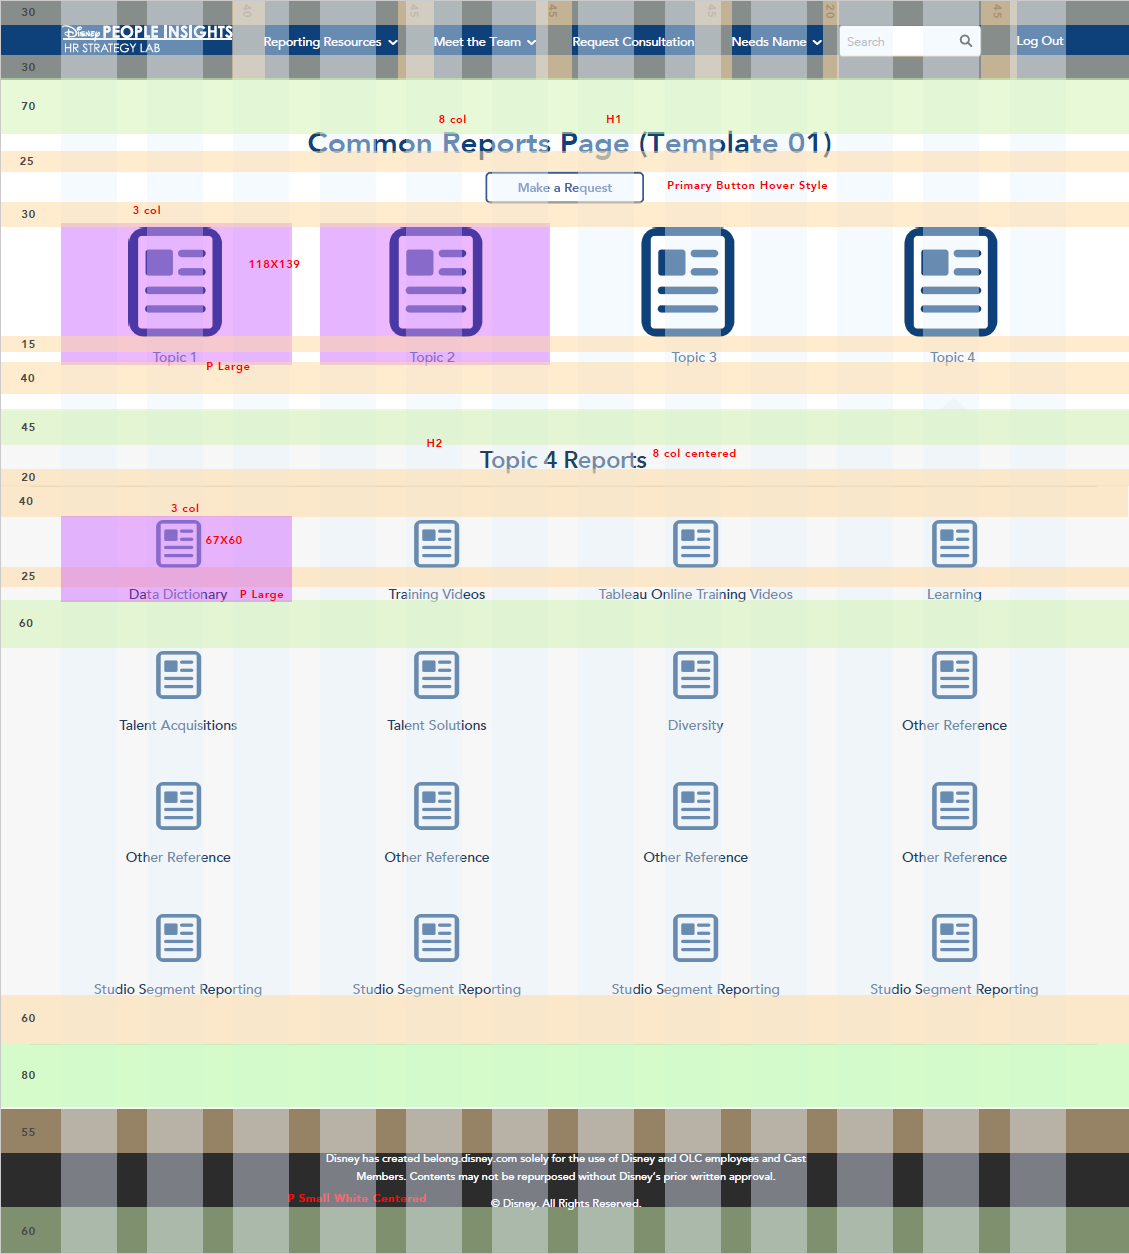 30
40
45
45
45
20
45
Disney PEOPLE INSIGHTS
HR STRATEGY LAB
Reporting Resources
Meet the Team
Request Consultation
Needs Name
Search
Log Out
30
70
8 col
H1
Common Reports Page (Template 01)
25
Make a Request
Primary Button Hover Style
30
3 col
118X139
15
Topic 1
Topic 2
Topic 3
Topic 4
P Large
40
45
H2
Topic 4 Reports
8 col centered
20
40
3 col
67X60
25
Data Dictionary
P Large
Training Videos
Tableau Online Training Videos
Learning
60
Talent Acquisitions
Talent Solutions
Diversity
Other Reference
Other Reference
Other Reference
Other Reference
Other Reference
Studio Segment Reporting
Studio Segment Reporting
Studio Segment Reporting
Studio Segment Reporting
60
80
55
Disney has created belong.disney.com solely for the use of Disney and OLC employees and Cast
Members. Contents may not be repurposed without Disney's prior written approval.
P Small White Centered
© Disney. All Rights Reserved.
60